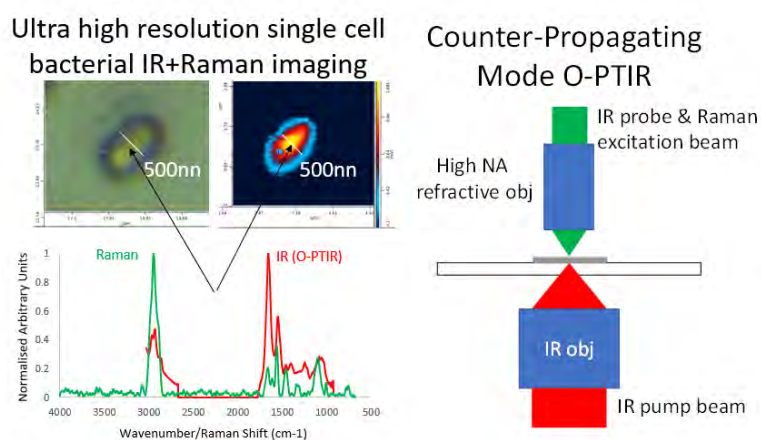 Ultra high resolution single cell
bacterial IR+Raman imaging
500nn
500nn
Raman
IR (O-PTIR)
Normalised Arbitrary Units
1
0.8
0.6
0.4
0.2
0
4000 3500 3000 2500 2000 1500 1000 500
Wavenumber/Raman Shift (cm-1)
Counter-Propagating
Mode O-PTIR
IR probe & Raman
excitation beam
High NA
refractive obj
IR obj
IR pump beam